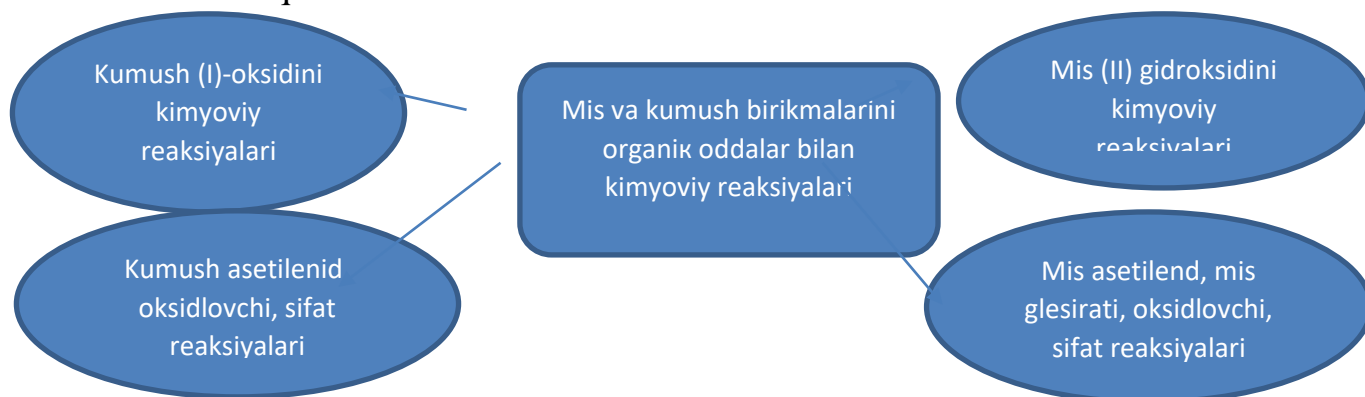 Kumush (I)-oksidini
kimyoviy
reaksiyalari
Mis va kumush birikmalarini
organiк oddalar bilan
kimyoviy reaksiyalari
Mis (II) gidroksidini
kimyoviy
reaksiyalari
Kumush asetilenid
oksidlovchi, sifat
reaksiyalari
Mis asetilend, mis
glesirati, oksidlovchi,
sifat reaksiyalari